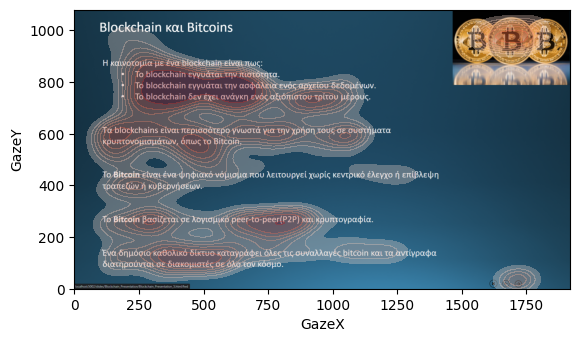 Blockchain και Bitcoins
Η καινοτομία με ένα blockchain είναι πως:
• Το blockchain εγγυάται την πιστότητα.
• Το blockchain εγγυάται την ασφάλεια ενός αρχείου δεδομένων.
• Το blockchain δεν έχει ανάγκη ενός αξιόπιστου τρίτου μέρους.
Τα blockchains είναι περισσότερο γνωστά για την χρήση τους σε συστήματα
κρυπτονομισμάτων, όπως το Bitcoin.
Το Bitcoin είναι ένα ψηφιακό νόμισμα που λειτουργεί χωρίς κεντρικό έλεγχο ή επίβλεψη
τραπεζών ή κυβερνήσεων.
Το Bitcoin βασίζεται σε λογισμικό peer-to-peer(P2P) και κρυπτογραφία.
Ένα δημόσιο καθολικό δίκτυο καταγράφει όλες τις συναλλαγές bitcoin και τα αντίγραφα
διατηρούνται σε διακομιστές σε όλο τον κόσμο.
GazeY
1000
800
600
400
200
0
0 250 500 750 1000 1250 1500 1750
GazeX